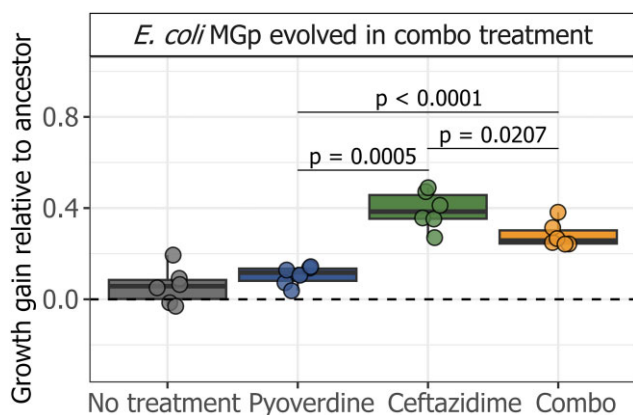 E. coli MGp evolved in combo treatment
Growth gain relative to ancestor
0.8
0.4
0.0
p < 0.0001
p = 0.0005
p = 0.0207
No treatment Pyoverdine Ceftazidime Combo